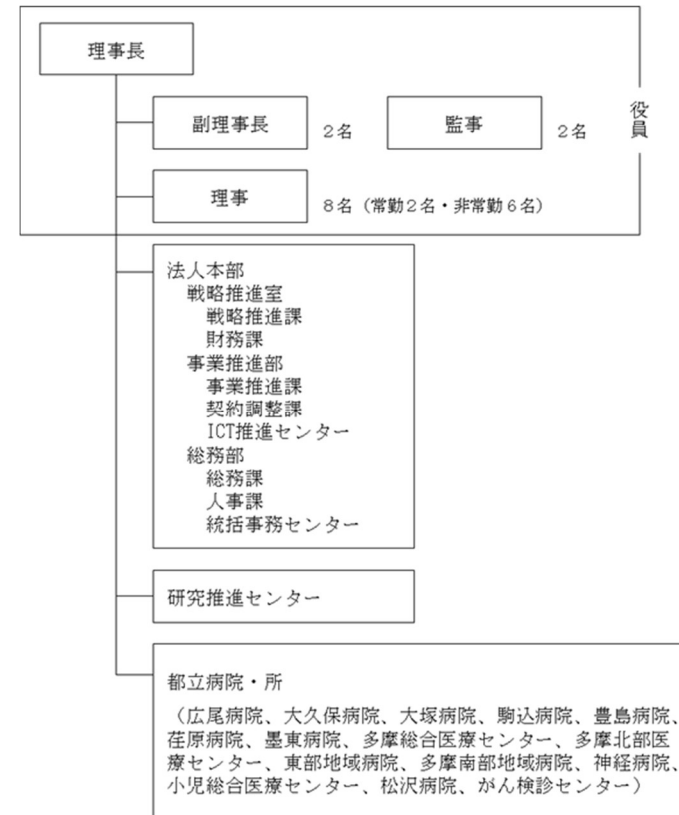 理事長
副理事長 2名 監事 2名
役員
理事 8名（常勤2名・非常勤6名）
法人本部
戦略推進室
戦略推進課
財務課
事業推進部
事業推進課
契約調整課
ICT推進センター
総務部
総務課
人事課
統括事務センター
研究推進センター
都立病院・所
（広尾病院、大久保病院、大塚病院、駒込病院、豊島病院、
荏原病院、墨東病院、多摩総合医療センター、多摩北部医
療センター、東部地域病院、多摩南部地域病院、神経病院、
小児総合医療センター、松沢病院、がん検診センター）